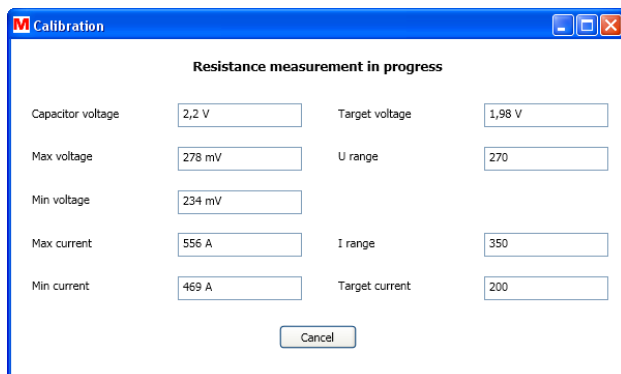 M Calibration
Resistance measurement in progress
Capacitor voltage 2,2 V Target voltage 1,98 V
Max voltage 278 mV U range 270
Min voltage 234 mV
Max current 556 A I range 350
Min current 469 A Target current 200
Cancel